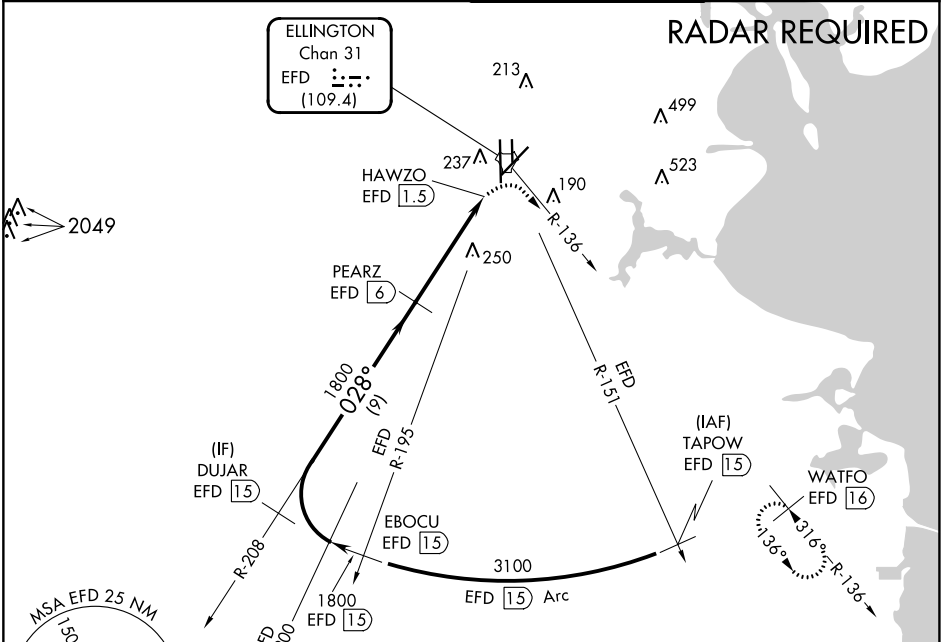 RADAR REQUIRED
ELLINGTON
Chan 31
EFD
(109.4)
213
499
237
HAWZO
EFD 1.5
190
523
2049
R-136
250
PEARZ
EFD 6
1800
028°
(9)
EFD
R-195
EFD
R-151
(IAF)
TAPOW
EFD 15
(IF)
DUJAR
EFD 15
WATFO
EFD 16
316°
136°
R-136
EBOCU
EFD 15
3100
EFD 15 Arc
R-208
1800
EFD 15
MSA EFD 25 NM